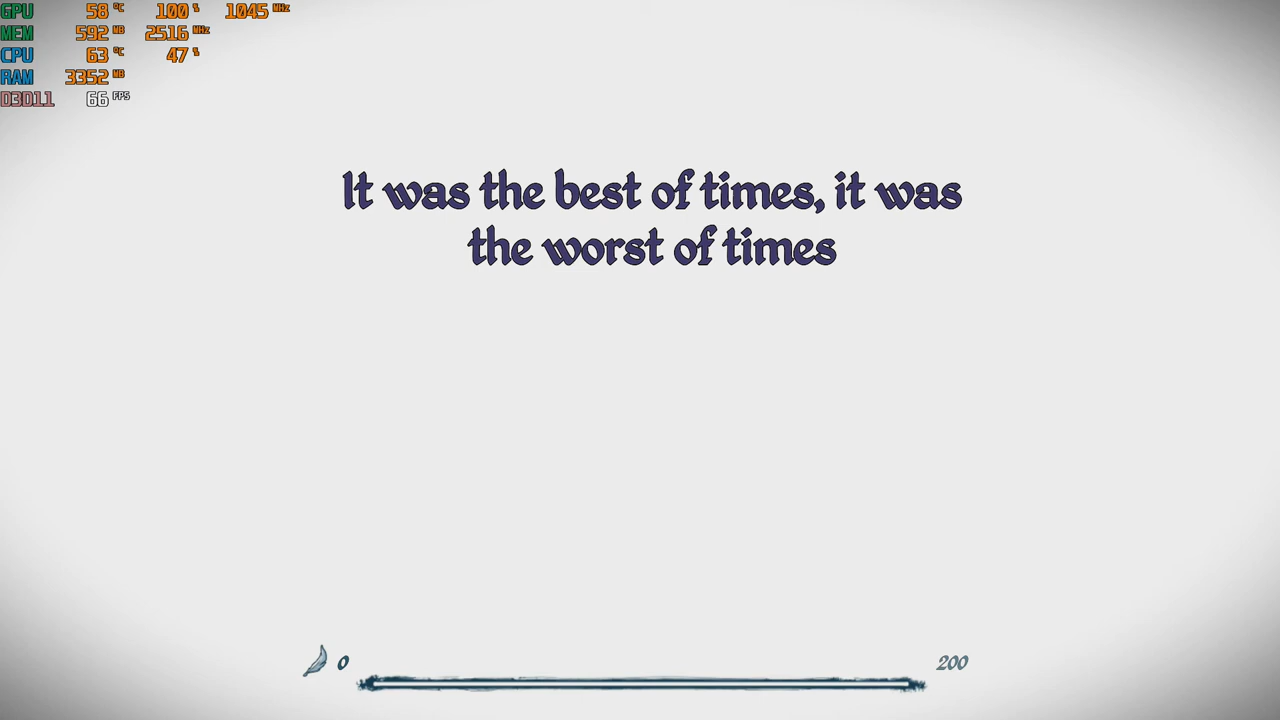 GPU 58 °C 100 % 1045 MHz
MEM 592 MB 2516 MHz
CPU 63 °C 47 %
RAM 3352 MB
D3D11 66 FPS
It was the best of times, it was
the worst of times
0 200